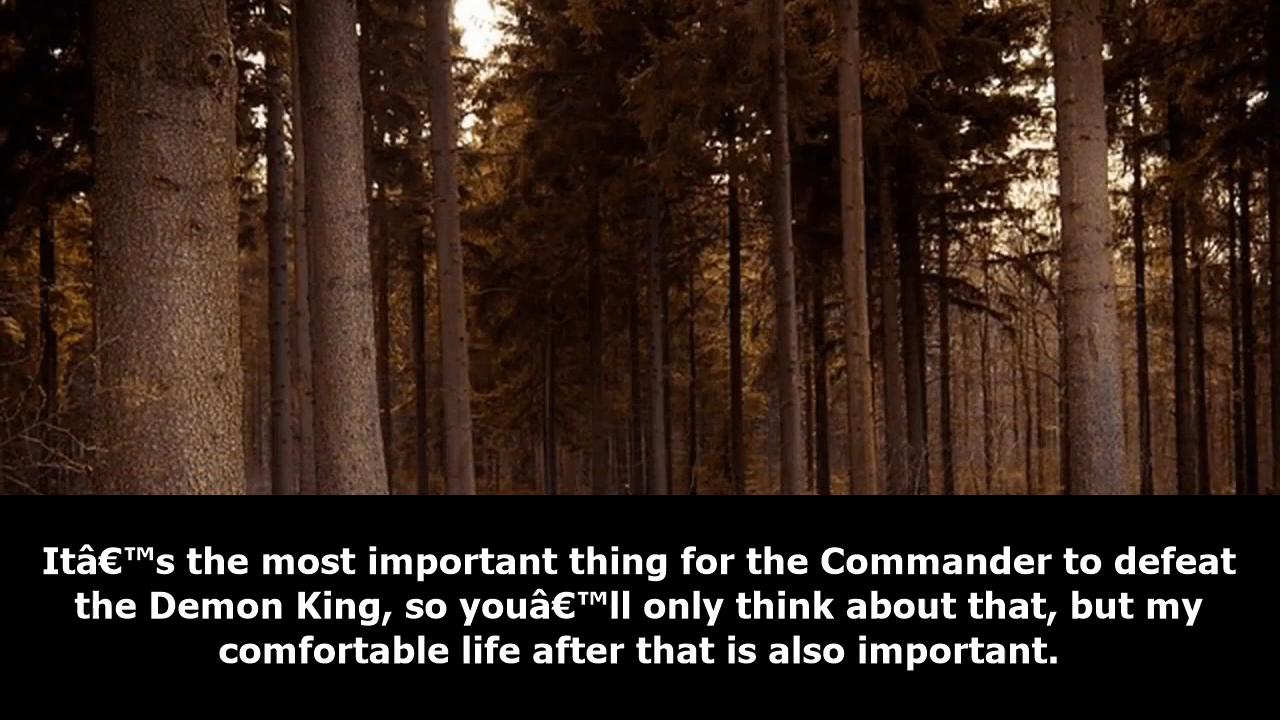 Itâ€™s the most important thing for the Commander to defeat
the Demon King, so youâ€™ll only think about that, but my
comfortable life after that is also important.